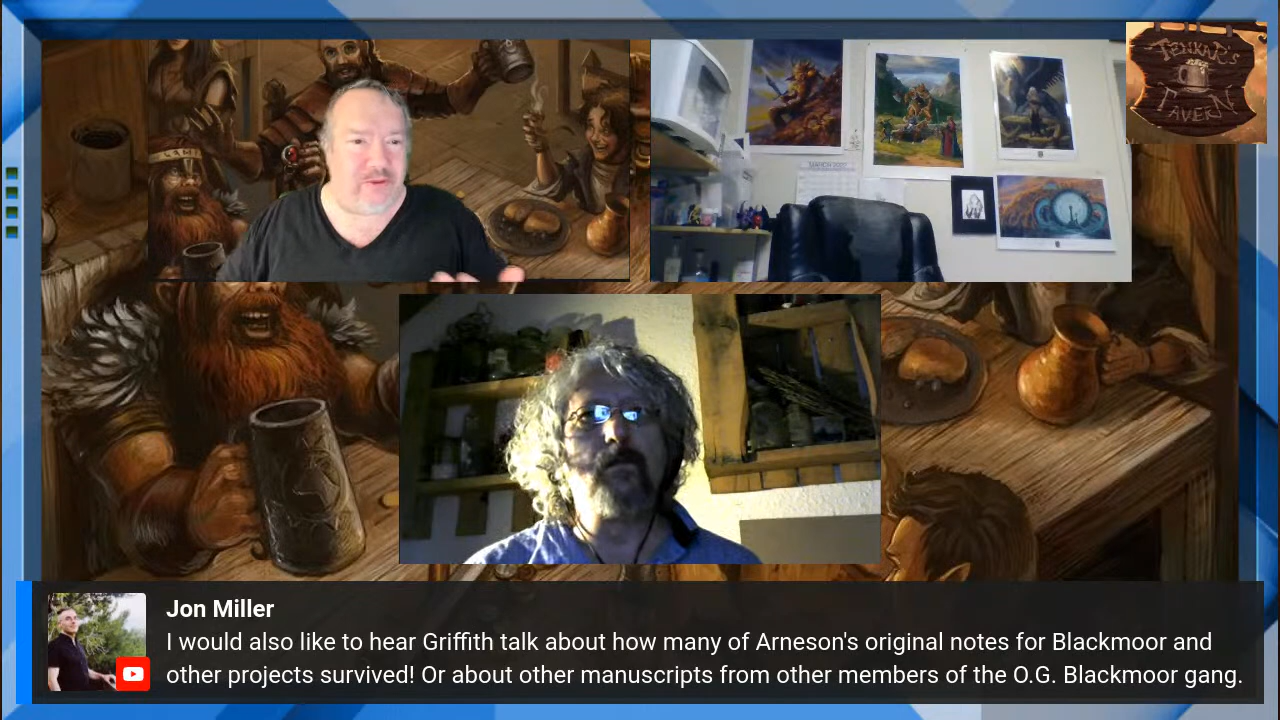 TENKAR'S
TAVERN
Jon Miller
I would also like to hear Griffith talk about how many of Arneson's original notes for Blackmoor and
other projects survived! Or about other manuscripts from other members of the O.G. Blackmoor gang.